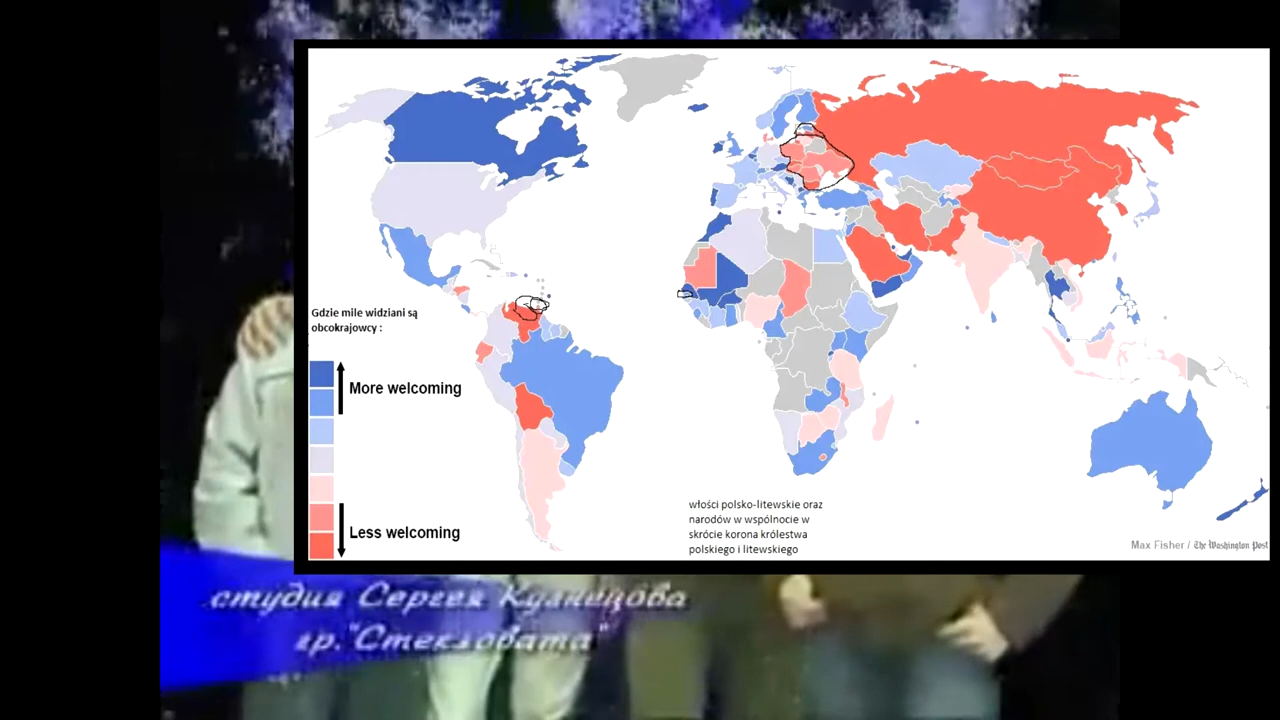 Gdzie mile widziani są
obcokrajowcy :
More welcoming
Less welcoming
włości polsko-litewskie oraz
narodów w wspólnocie w
skrócie korona królestwa
polskiego i litewskiego
Max Fisher / The Washington Post
студия Сергея Кузнецова
гр."Стекловата"